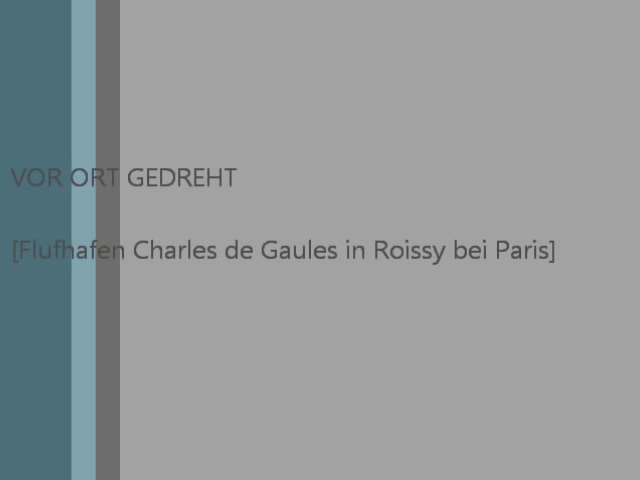 VOR ORT GEDREHT
[Flufhafen Charles de Gaules in Roissy bei Paris]